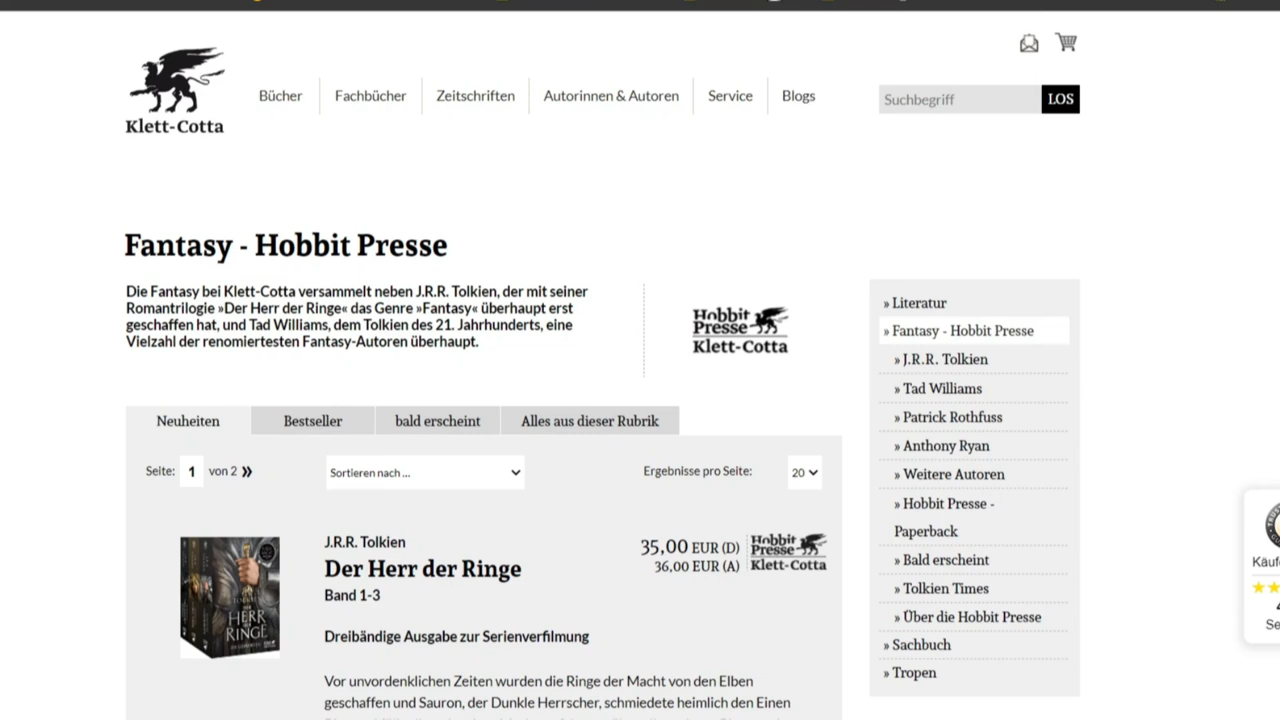 Klett-Cotta
Bücher
Fachbücher
Zeitschriften
Autorinnen & Autoren
Service
Blogs
Suchbegriff
LOS
Fantasy - Hobbit Presse
Die Fantasy bei Klett-Cotta versammelt neben J.R.R. Tolkien, der mit seiner
Romantrilogie »Der Herr der Ringe« das Genre »Fantasy« überhaupt erst
geschaffen hat, und Tad Williams, dem Tolkien des 21. Jahrhunderts, eine
Vielzahl der renomiertesten Fantasy-Autoren überhaupt.
Hobbit
Presse
Klett-Cotta
Neuheiten
Bestseller
bald erscheint
Alles aus dieser Rubrik
Seite: 1 von 2 »
Sortieren nach ...
Ergebnisse pro Seite: 20
J.R.R. Tolkien
Der Herr der Ringe
Band 1-3
Dreibändige Ausgabe zur Serienverfilmung
35,00 EUR (D)
36,00 EUR (A)
Hobbit
Presse
Klett-Cotta
HERR
RINGE
Vor unvordenklichen Zeiten wurden die Ringe der Macht von den Elben
geschaffen und Sauron, der Dunkle Herrscher, schmiedete heimlich den Einen
» Literatur
» Fantasy - Hobbit Presse
» J.R.R. Tolkien
» Tad Williams
» Patrick Rothfuss
» Anthony Ryan
» Weitere Autoren
» Hobbit Presse -
Paperback
» Bald erscheint
» Tolkien Times
» Über die Hobbit Presse
» Sachbuch
» Tropen